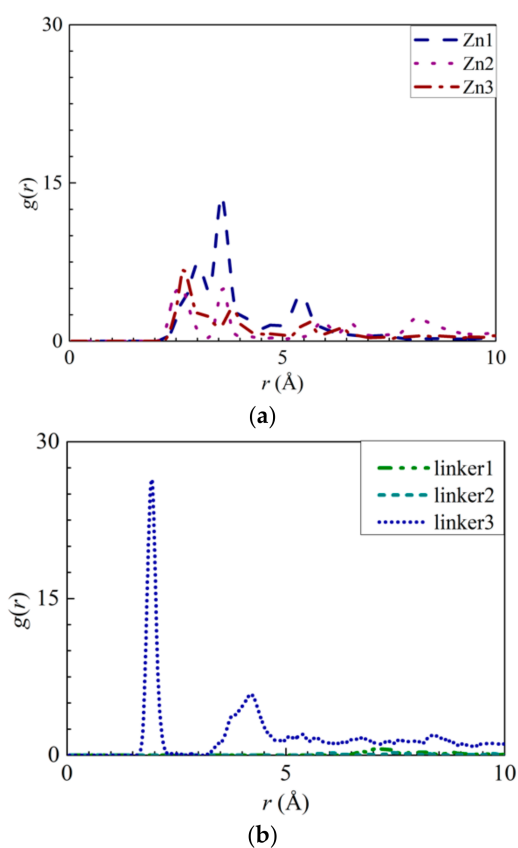 30
Zn1
Zn2
Zn3
g(r)
15
0
0
5
10
r (Å)
(a)
30
linker1
linker2
linker3
g(r)
15
0
0
5
10
r (Å)
(b)